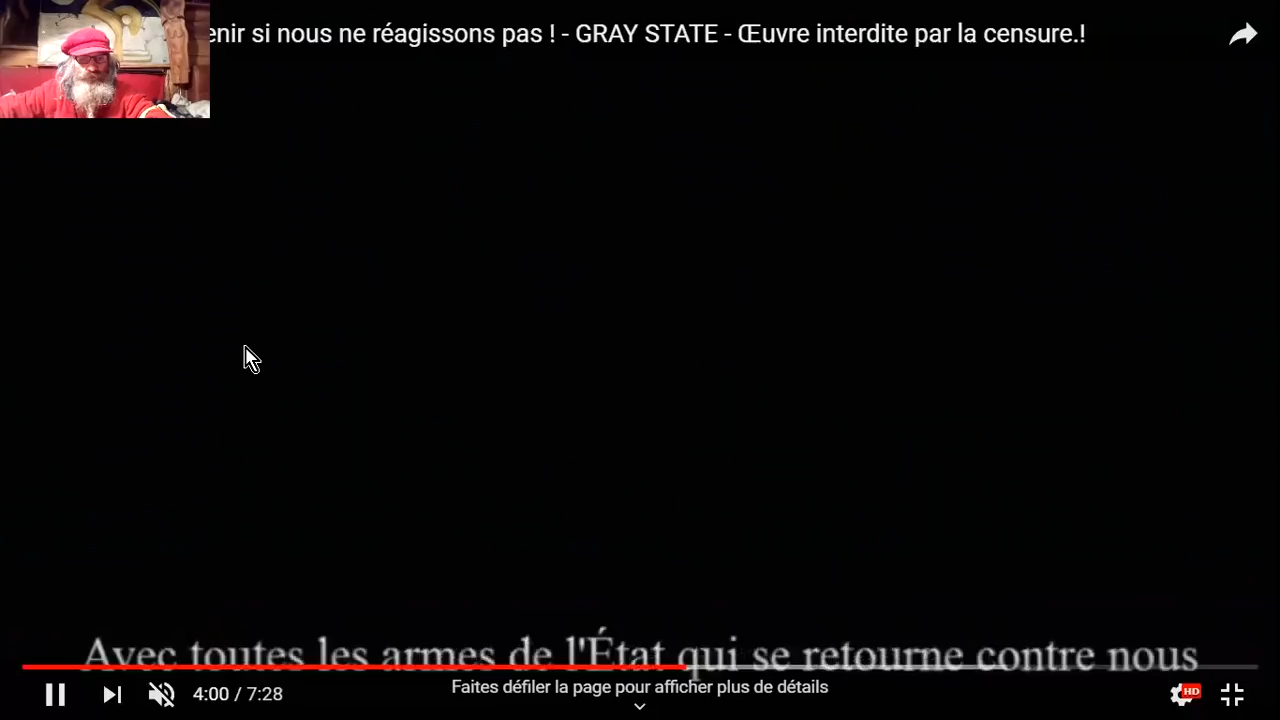 enir si nous ne réagissons pas ! - GRAY STATE - Œuvre interdite par la censure.!
Avec toutes les armes de l'État qui se retourne contre nous
4:00 / 7:28
Faites défiler la page pour afficher plus de détails
HD